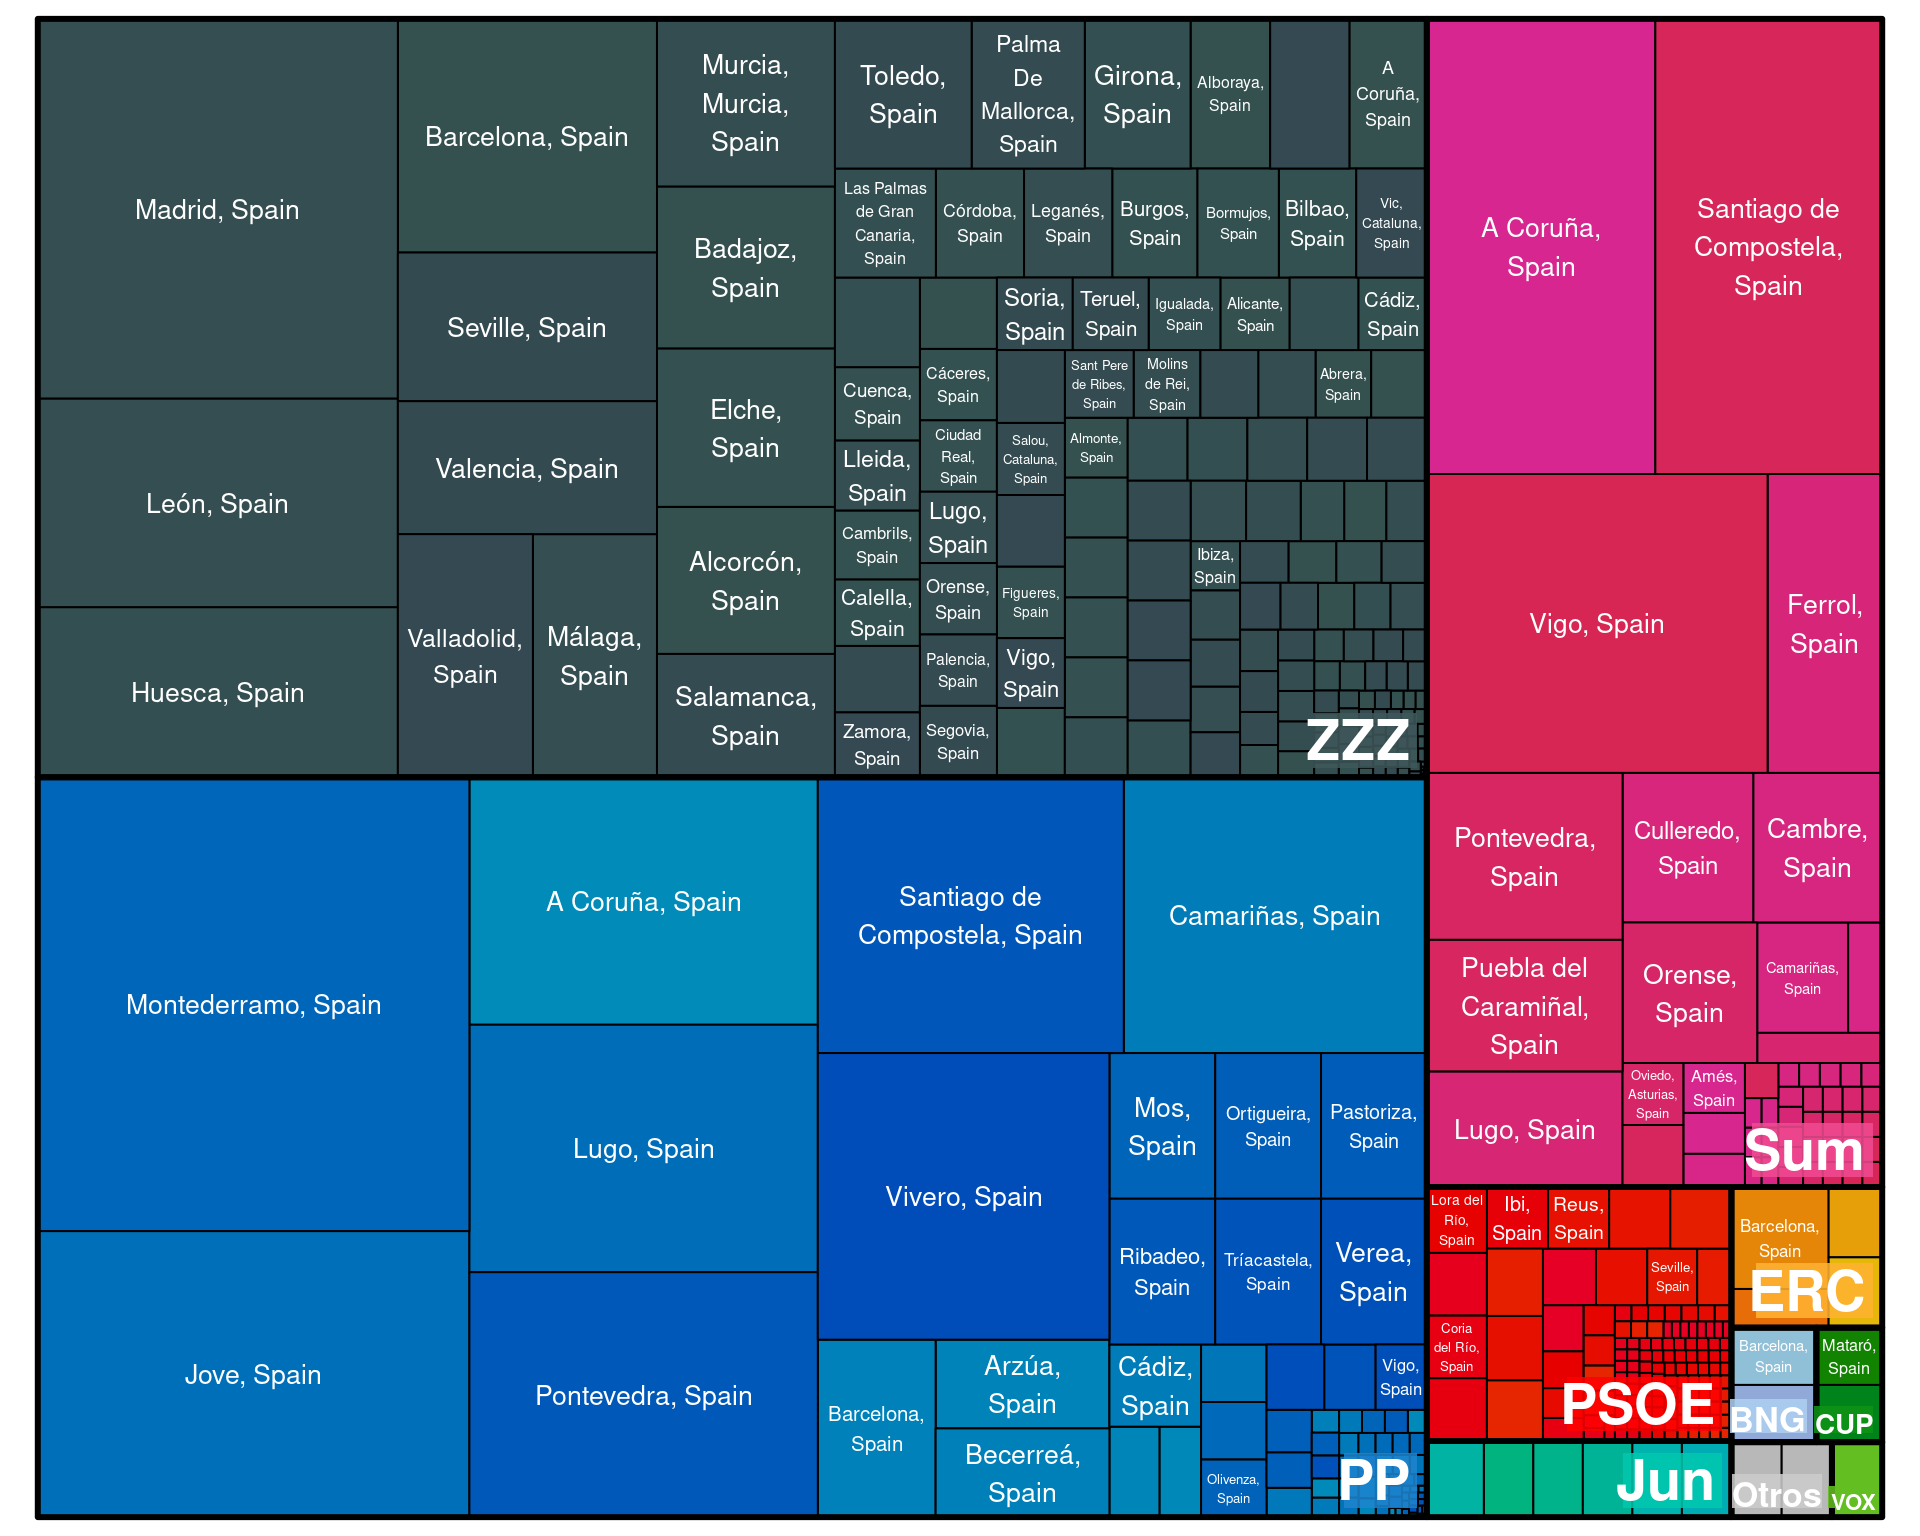 Madrid, Spain
León, Spain
Huesca, Spain
Barcelona, Spain
Seville, Spain
Valencia, Spain
Valladolid,
Spain
Málaga,
Spain
Murcia,
Murcia,
Spain
Badajoz,
Spain
Elche,
Spain
Alcorcón,
Spain
Salamanca,
Spain
Toledo,
Spain
Palma
De
Mallorca,
Spain
Girona,
Spain
Alboraya,
Spain
A
Coruña,
Spain
Las Palmas
de Gran
Canaria,
Spain
Córdoba,
Spain
Leganés,
Spain
Burgos,
Spain
Bormujos,
Spain
Bilbao,
Spain
Vic,
Cataluna,
Spain
Cuenca,
Spain
Lleida,
Spain
Cambrils,
Spain
Calella,
Spain
Zamora,
Spain
Cáceres,
Spain
Ciudad
Real,
Spain
Lugo,
Spain
Orense,
Spain
Palencia,
Spain
Segovia,
Spain
Soria,
Spain
Teruel,
Spain
Igualada,
Spain
Alicante,
Spain
Cádiz,
Spain
Salou,
Cataluna,
Spain
Figueres,
Spain
Vigo,
Spain
Sant Pere
de Ribes,
Spain
Molins
de Rei,
Spain
Abrera,
Spain
Almonte,
Spain
Ibiza,
Spain
ZZZ
Montederramo, Spain
Jove, Spain
A Coruña, Spain
Lugo, Spain
Pontevedra, Spain
Santiago de
Compostela, Spain
Camariñas, Spain
Vivero, Spain
Mos,
Spain
Ortigueira,
Spain
Pastoriza,
Spain
Ribadeo,
Spain
Tríacastela,
Spain
Verea,
Spain
Barcelona,
Spain
Arzúa,
Spain
Becerreá,
Spain
Cádiz,
Spain
Vigo,
Spain
Olivenza,
Spain
PP
A Coruña,
Spain
Santiago de
Compostela,
Spain
Vigo, Spain
Ferrol,
Spain
Pontevedra,
Spain
Culleredo,
Spain
Cambre,
Spain
Puebla del
Caramiñal,
Spain
Orense,
Spain
Camariñas,
Spain
Lugo, Spain
Oviedo,
Asturias,
Spain
Amés,
Spain
Sum
Lora del
Río,
Spain
Ibi,
Spain
Reus,
Spain
Seville,
Spain
Coria
del Río,
Spain
PSOE
Barcelona,
Spain
ERC
Barcelona,
Spain
BNG
Mataró,
Spain
CUP
Jun
Otros
VOX